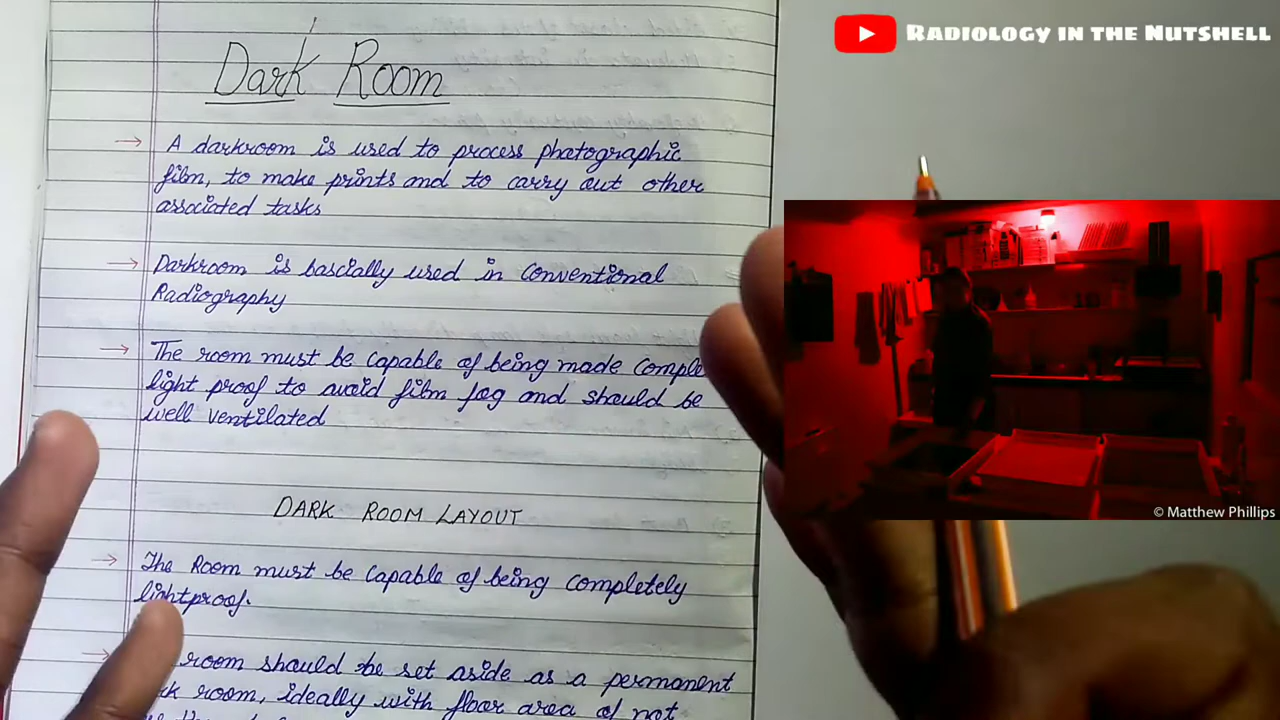 RADIOLOGY IN THE NUTSHELL
Dark Room
→ A darkroom is used to process photographic
film, to make prints and to carry out other
associated tasks
→ Darkroom is bascially used in conventional
Radiography
→ The room must be capable of being made
light proof to avoid film fog and should be
well ventilated
© Matthew Phillips
DARK ROOM LAYOUT
→ The Room must be capable of being completely
lightproof.
→ room should be set aside as a permanent
room, ideally with floor area of not